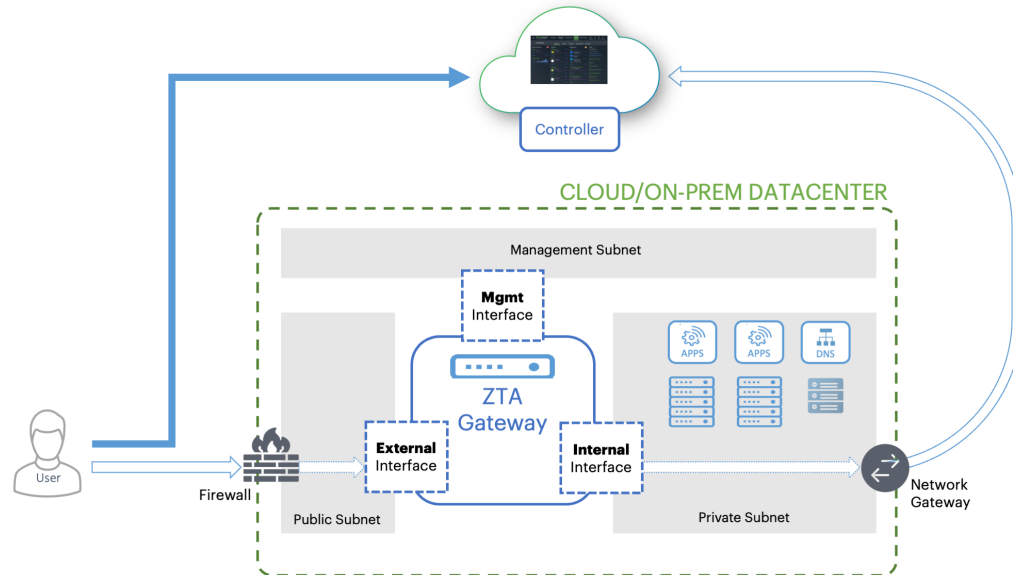 Controller
CLOUD/ON-PREM DATACENTER
Management Subnet
Mgmt
Interface
APPS
APPS
DNS
ZTA
Gateway
External
Interface
Internal
Interface
User
Firewall
Public Subnet
Private Subnet
Network
Gateway